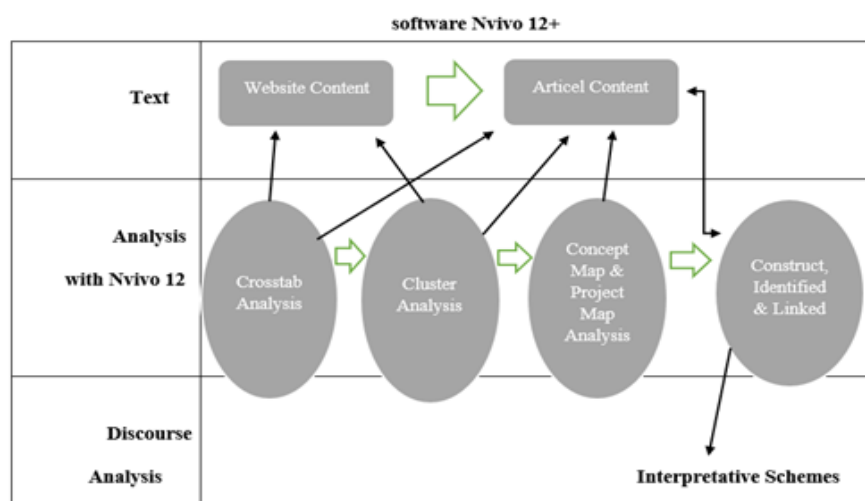 software Nvivo 12+
Text
Website Content
Articel Content
Analysis
with Nvivo 12
Crosstab
Analysis
Cluster
Analysis
Concept
Map &
Project
Map
Analysis
Construct,
Identified
& Linked
Discourse
Analysis
Interpretative Schemes